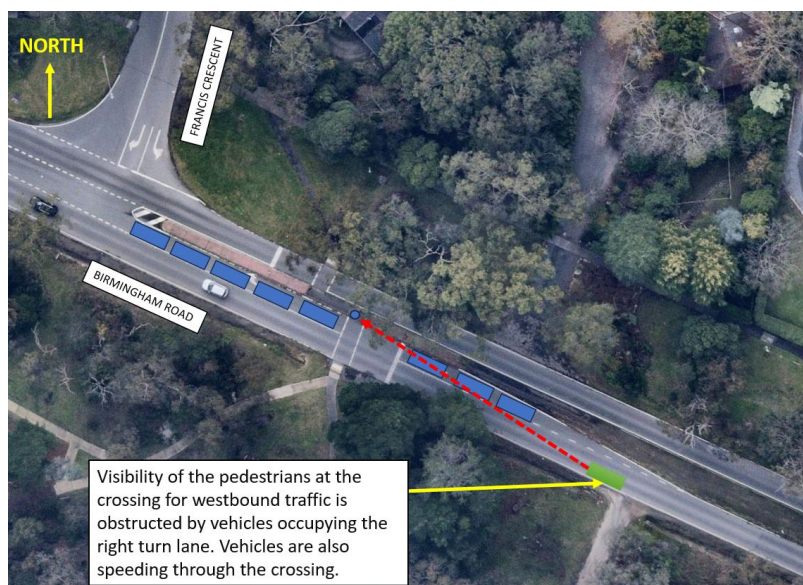 NORTH
FRANCIS CRESCENT
BIRMINGHAM ROAD
Visibility of the pedestrians at the
crossing for westbound traffic is
obstructed by vehicles occupying the
right turn lane. Vehicles are also
speeding through the crossing.